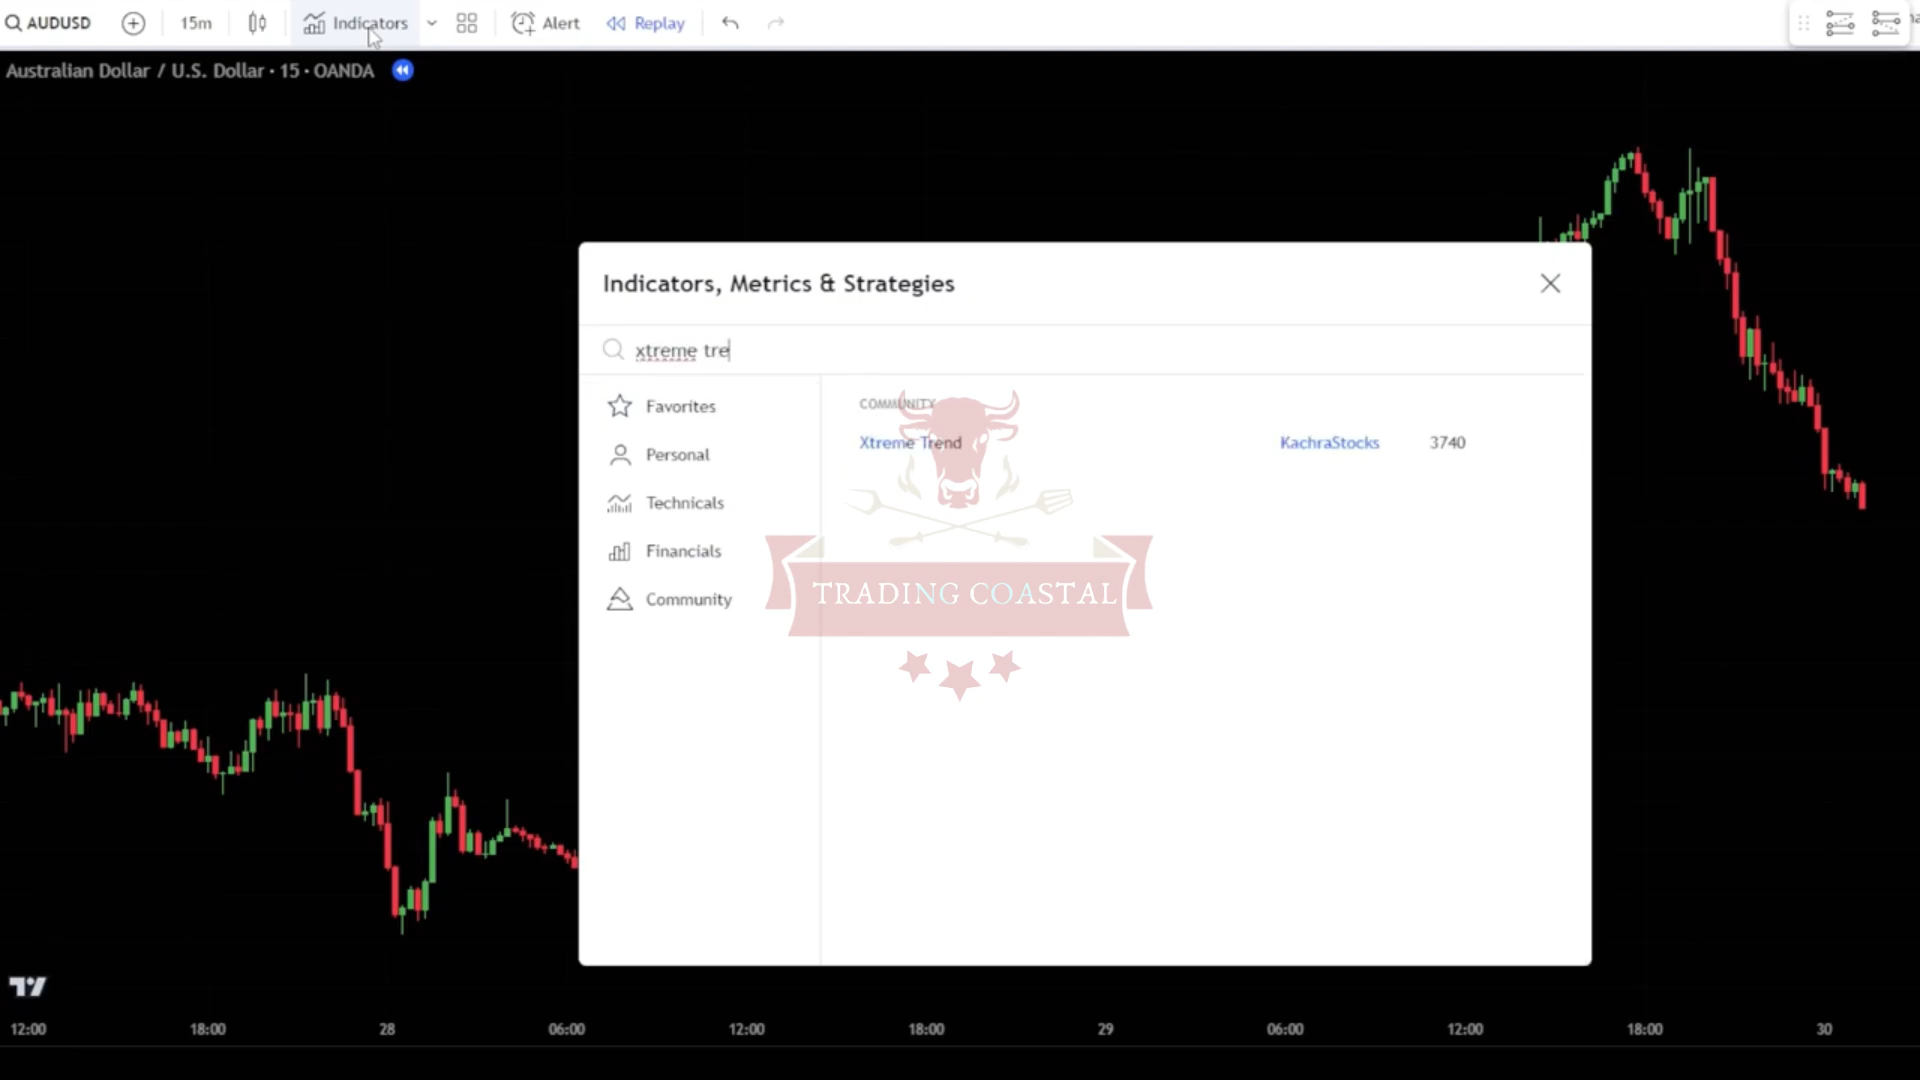 AUDUSD
15m
Indicators
Alert
Replay
Australian Dollar / U.S. Dollar · 15 · OANDA
Indicators, Metrics & Strategies
xtreme tre
Favorites
Personal
Technicals
Financials
Community
COMMUNITY
Xtreme Trend KachraStocks 3740
TRADING COASTAL
12:00 18:00 28 06:00 12:00 18:00 29 06:00 12:00 18:00 30